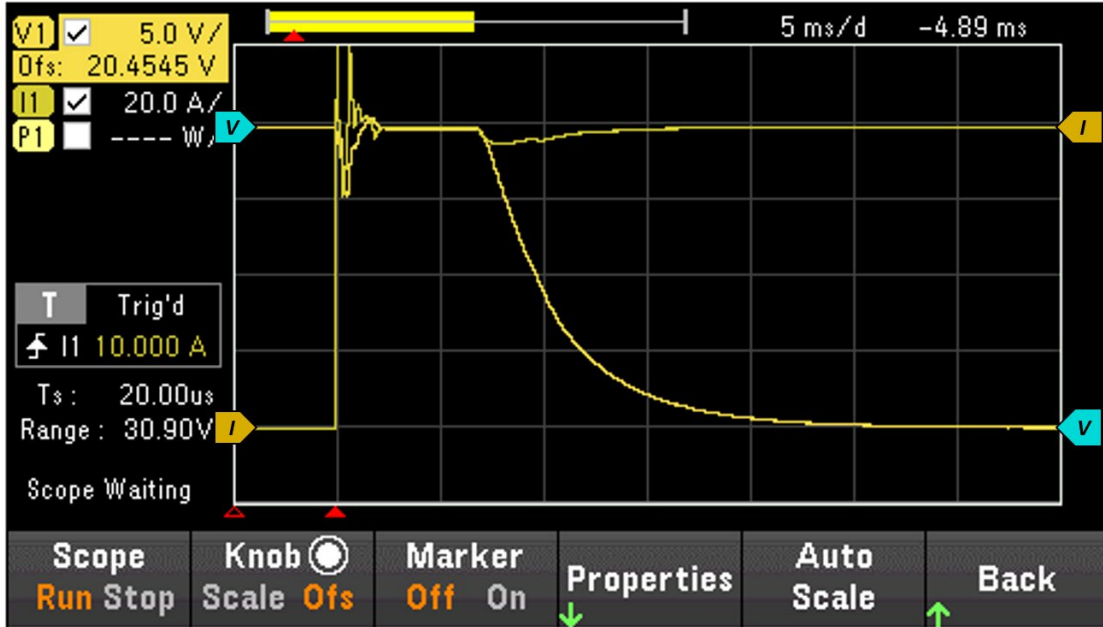 V1 5.0 V/
Ofs: 20.4545 V
I1 20.0 A/
P1 ---- W/
5 ms/d -4.89 ms
V
I
I
V
T Trig'd
I1 10.000 A
Ts: 20.00us
Range: 30.90V
Scope Waiting
Scope
Run Stop
Knob
Scale Ofs
Marker
Off On
Properties
Auto
Scale
Back